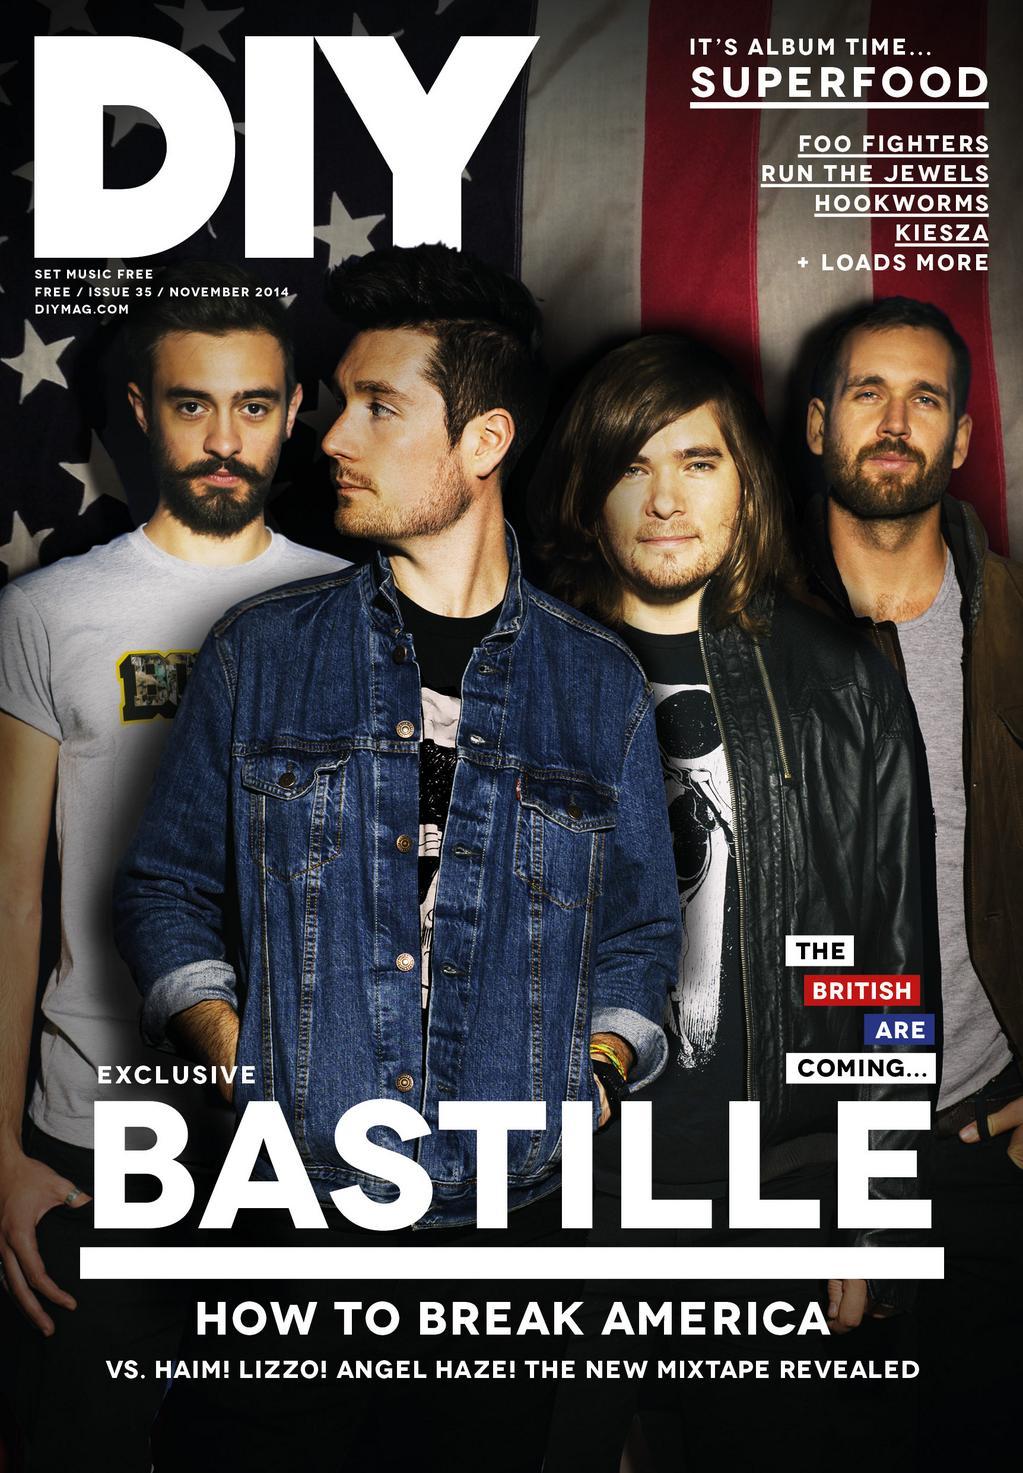 DIY
SET MUSIC FREE
FREE / ISSUE 35 / NOVEMBER 2014
DIYMAG.COM
IT'S ALBUM TIME...
SUPERFOOD
FOO FIGHTERS
RUN THE JEWELS
HOOKWORMS
KIESZA
+ LOADS MORE
THE
BRITISH
ARE
COMING...
EXCLUSIVE
BASTILLE
HOW TO BREAK AMERICA
VS. HAIM! LIZZO! ANGEL HAZE! THE NEW MIXTAPE REVEALED